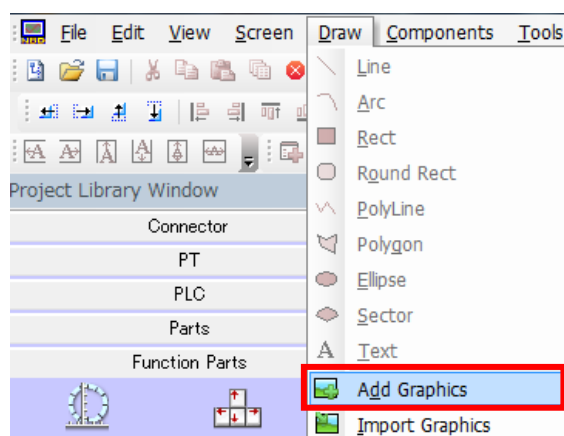 File Edit View Screen Draw Components Tools
Line
Arc
Rect
Round Rect
PolyLine
Polygon
Ellipse
Sector
A Text
Add Graphics
Import Graphics
Project Library Window
Connector
PT
PLC
Parts
Function Parts